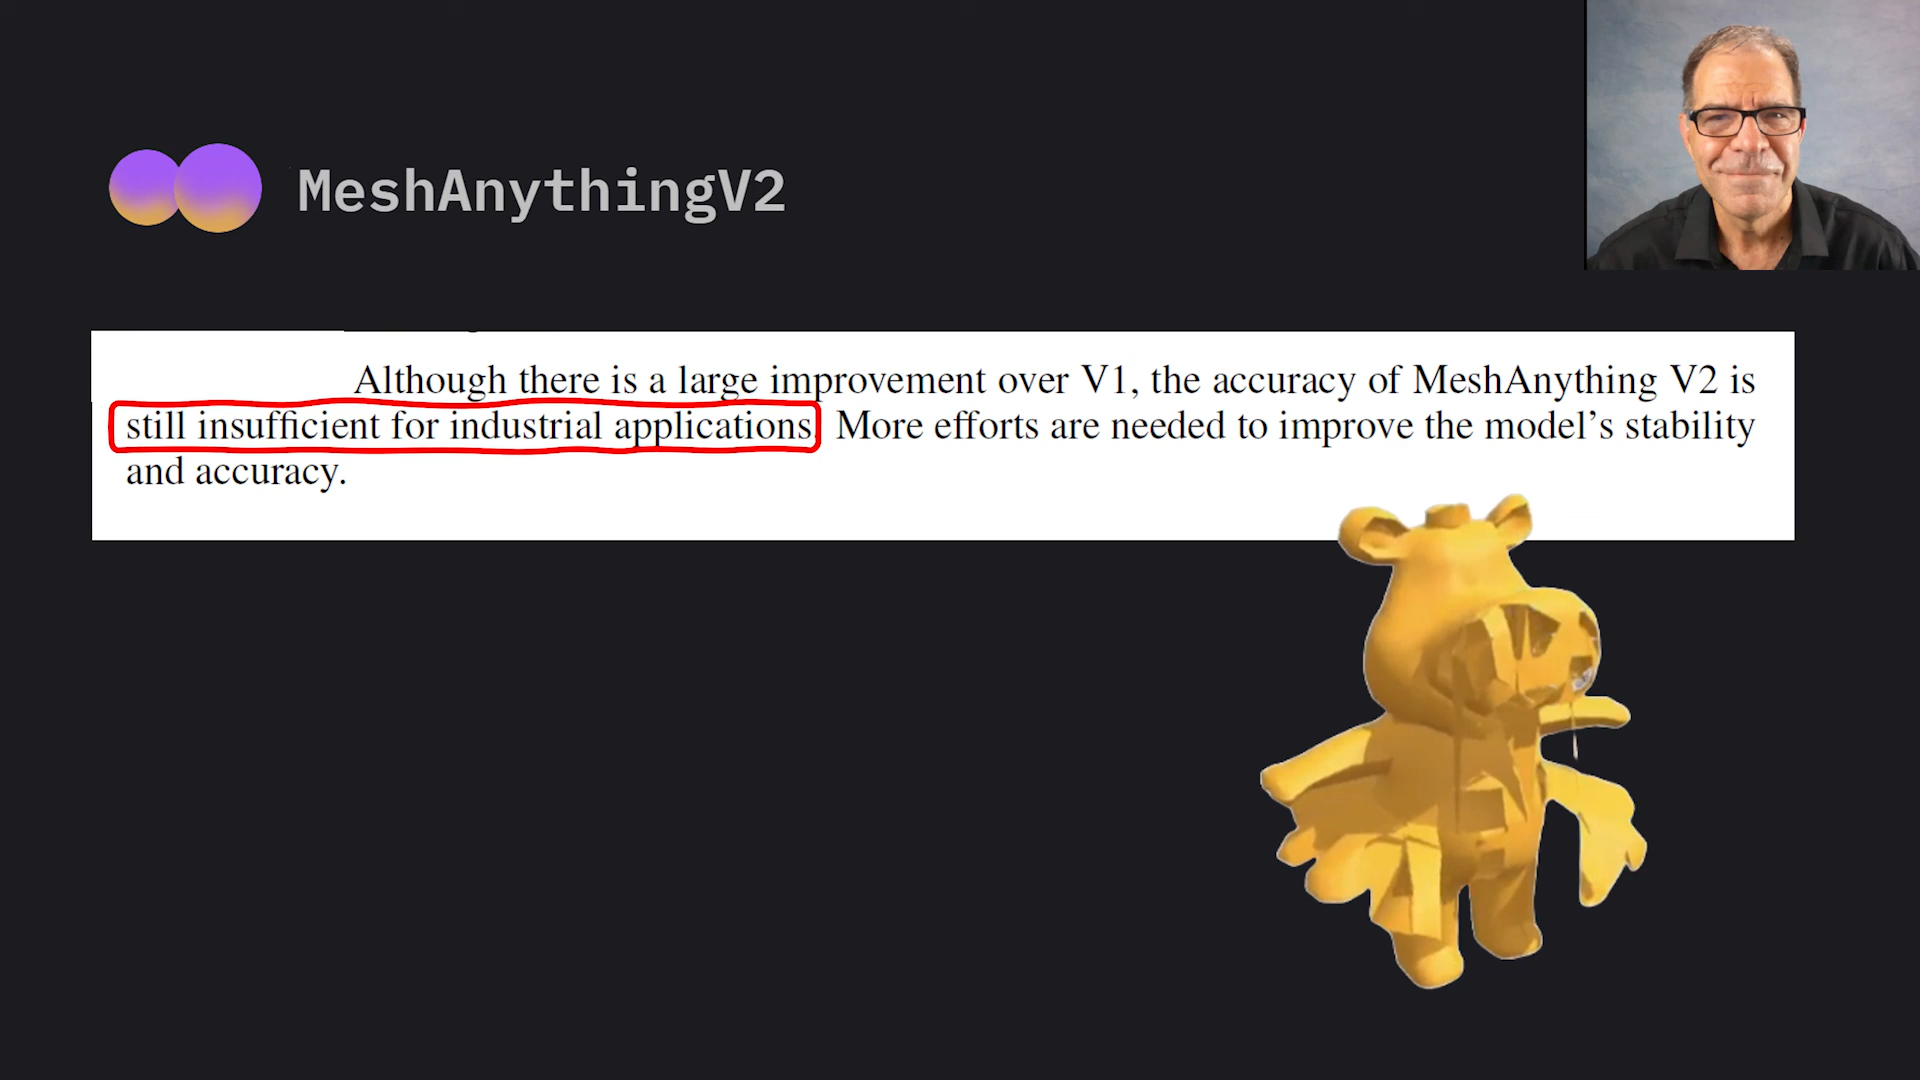 MeshAnythingV2
Although there is a large improvement over V1, the accuracy of MeshAnything V2 is
still insufficient for industrial applications. More efforts are needed to improve the model’s stability
and accuracy.